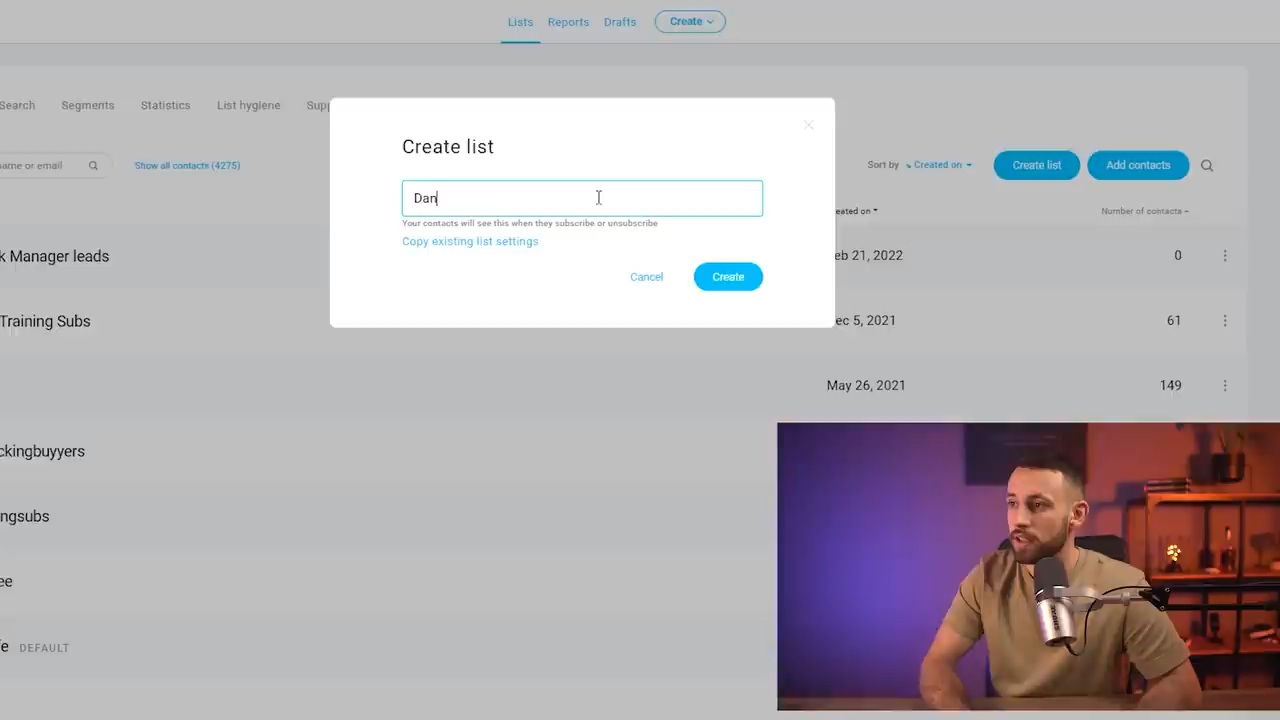 Lists Reports Drafts Create
Search Segments Statistics List hygiene Supp
name or email Show all contacts (4275) Sort by Created on Create list Add contacts
Create list
Dan
Your contacts will see this when they subscribe or unsubscribe
Copy existing list settings
Cancel Create
eated on Number of contacts
k Manager leads eb 21, 2022 0
Training Subs ec 5, 2021 61
May 26, 2021 149
ckingbuyyers
ngsubs
ee
fe DEFAULT